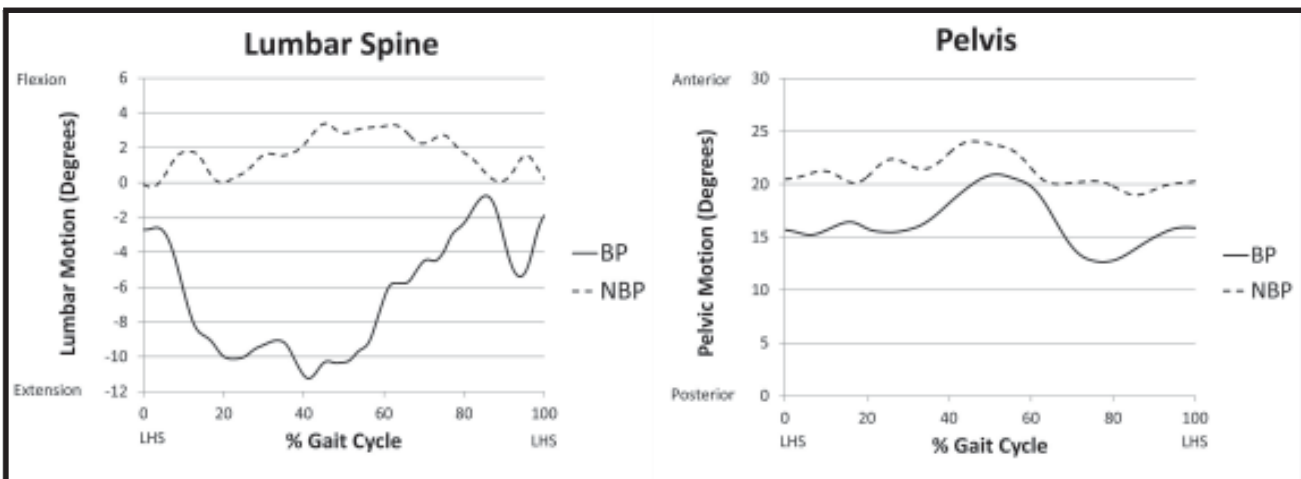 Lumbar Spine
Flexion
6
4
2
0
-2
-4
-6
-8
-10
-12
Extension
Lumbar Motion (Degrees)
0 20 40 60 80 100
LHS % Gait Cycle LHS
BP
NBP
Pelvis
Anterior
30
25
20
15
10
5
0
Posterior
Pelvic Motion (Degrees)
0 20 40 60 80 100
LHS % Gait Cycle LHS
BP
NBP